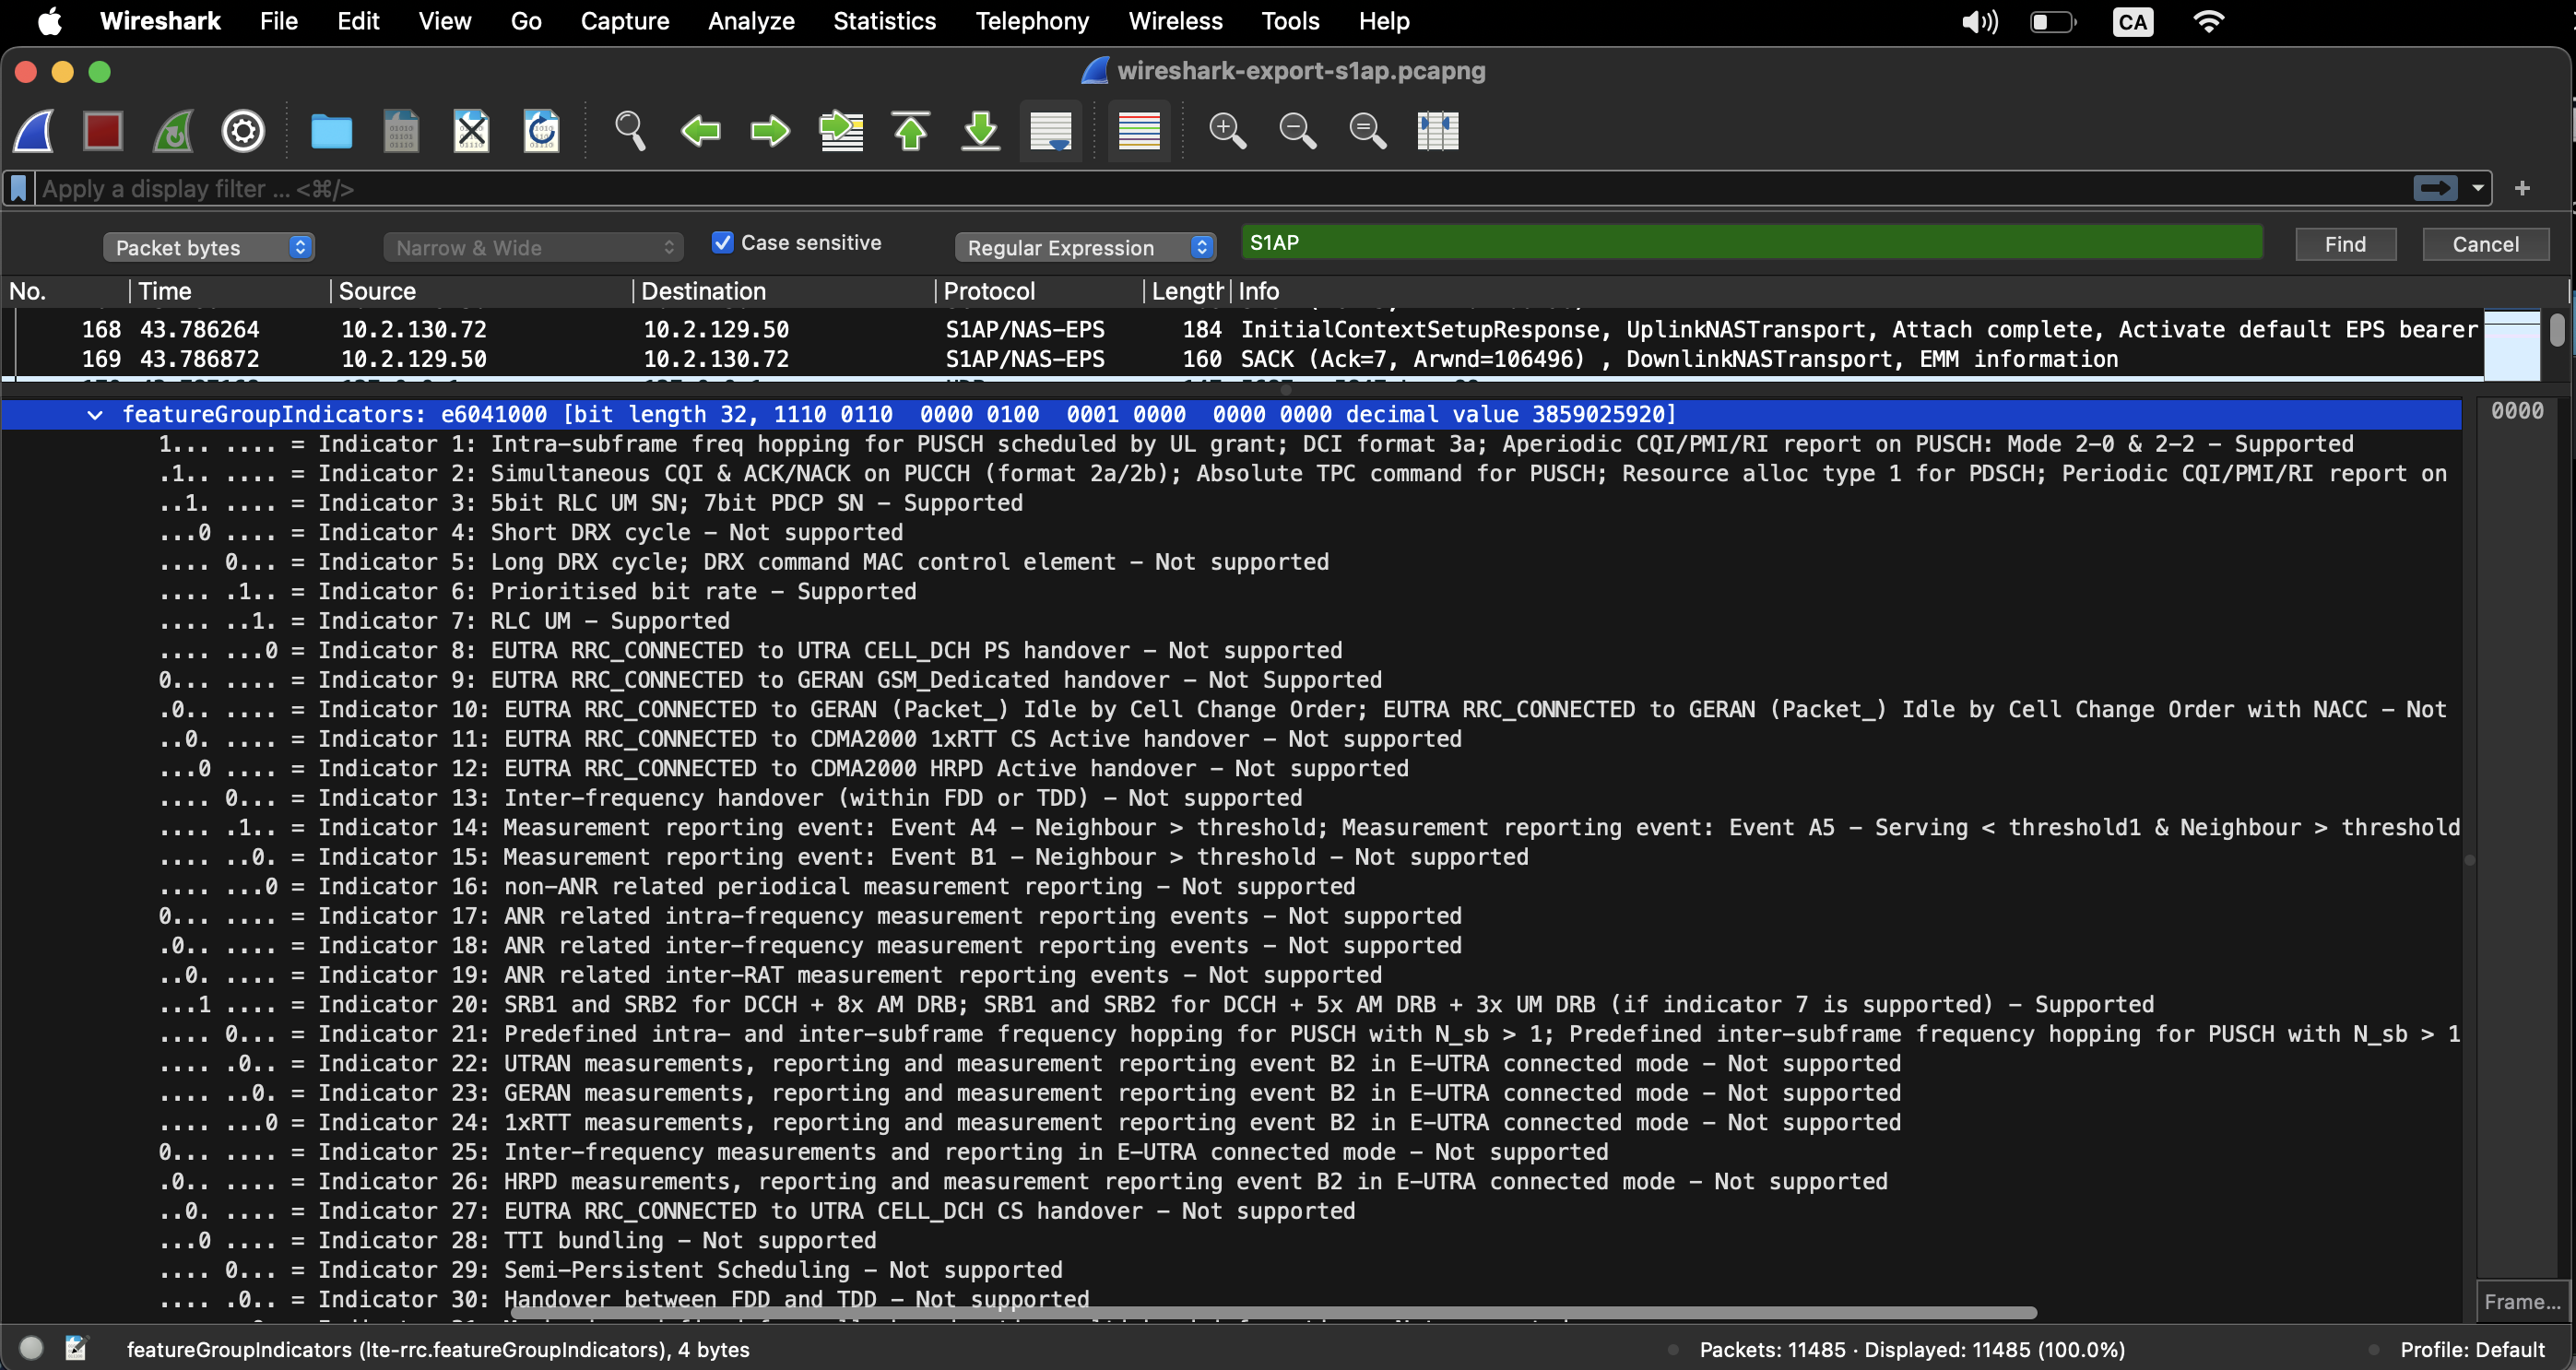 Wireshark File Edit View Go Capture Analyze Statistics Telephony Wireless Tools Help CA
wireshark-export-s1ap.pcapng
Apply a display filter ... <⌘/>
Packet bytes Narrow & Wide Case sensitive Regular Expression S1AP Find Cancel
No. Time Source Destination Protocol Length Info
168 43.786264 10.2.130.72 10.2.129.50 S1AP/NAS-EPS 184 InitialContextSetupResponse, UplinkNASTransport, Attach complete, Activate default EPS bearer
169 43.786872 10.2.129.50 10.2.130.72 S1AP/NAS-EPS 160 SACK (Ack=7, Arwnd=106496) , DownlinkNASTransport, EMM information
featureGroupIndicators: e6041000 [bit length 32, 1110 0110  0000 0100  0001 0000  0000 0000 decimal value 3859025920]
0000
1... .... = Indicator 1: Intra-subframe freq hopping for PUSCH scheduled by UL grant; DCI format 3a; Aperiodic CQI/PMI/RI report on PUSCH: Mode 2-0 & 2-2 - Supported
.1.. .... = Indicator 2: Simultaneous CQI & ACK/NACK on PUCCH (format 2a/2b); Absolute TPC command for PUSCH; Resource alloc type 1 for PDSCH; Periodic CQI/PMI/RI report on
..1. .... = Indicator 3: 5bit RLC UM SN; 7bit PDCP SN - Supported
...0 .... = Indicator 4: Short DRX cycle - Not supported
.... 0... = Indicator 5: Long DRX cycle; DRX command MAC control element - Not supported
.... .1.. = Indicator 6: Prioritised bit rate - Supported
.... ..1. = Indicator 7: RLC UM - Supported
.... ...0 = Indicator 8: EUTRA RRC_CONNECTED to UTRA CELL_DCH PS handover - Not supported
0... .... = Indicator 9: EUTRA RRC_CONNECTED to GERAN GSM_Dedicated handover - Not Supported
.0.. .... = Indicator 10: EUTRA RRC_CONNECTED to GERAN (Packet_) Idle by Cell Change Order; EUTRA RRC_CONNECTED to GERAN (Packet_) Idle by Cell Change Order with NACC - Not
..0. .... = Indicator 11: EUTRA RRC_CONNECTED to CDMA2000 1xRTT CS Active handover - Not supported
...0 .... = Indicator 12: EUTRA RRC_CONNECTED to CDMA2000 HRPD Active handover - Not supported
.... 0... = Indicator 13: Inter-frequency handover (within FDD or TDD) - Not supported
.... .1.. = Indicator 14: Measurement reporting event: Event A4 - Neighbour > threshold; Measurement reporting event: Event A5 - Serving < threshold1 & Neighbour > threshold
.... ..0. = Indicator 15: Measurement reporting event: Event B1 - Neighbour > threshold - Not supported
.... ...0 = Indicator 16: non-ANR related periodical measurement reporting - Not supported
0... .... = Indicator 17: ANR related intra-frequency measurement reporting events - Not supported
.0.. .... = Indicator 18: ANR related inter-frequency measurement reporting events - Not supported
..0. .... = Indicator 19: ANR related inter-RAT measurement reporting events - Not supported
...1 .... = Indicator 20: SRB1 and SRB2 for DCCH + 8x AM DRB; SRB1 and SRB2 for DCCH + 5x AM DRB + 3x UM DRB (if indicator 7 is supported) - Supported
.... 0... = Indicator 21: Predefined intra- and inter-subframe frequency hopping for PUSCH with N_sb > 1; Predefined inter-subframe frequency hopping for PUSCH with N_sb > 1
.... .0.. = Indicator 22: UTRAN measurements, reporting and measurement reporting event B2 in E-UTRA connected mode - Not supported
.... ..0. = Indicator 23: GERAN measurements, reporting and measurement reporting event B2 in E-UTRA connected mode - Not supported
.... ...0 = Indicator 24: 1xRTT measurements, reporting and measurement reporting event B2 in E-UTRA connected mode - Not supported
0... .... = Indicator 25: Inter-frequency measurements and reporting in E-UTRA connected mode - Not supported
.0.. .... = Indicator 26: HRPD measurements, reporting and measurement reporting event B2 in E-UTRA connected mode - Not supported
..0. .... = Indicator 27: EUTRA RRC_CONNECTED to UTRA CELL_DCH CS handover - Not supported
...0 .... = Indicator 28: TTI bundling - Not supported
.... 0... = Indicator 29: Semi-Persistent Scheduling - Not supported
.... .0.. = Indicator 30: Handover between FDD and TDD - Not supported
Frame...
featureGroupIndicators (lte-rrc.featureGroupIndicators), 4 bytes Packets: 11485 · Displayed: 11485 (100.0%) Profile: Default